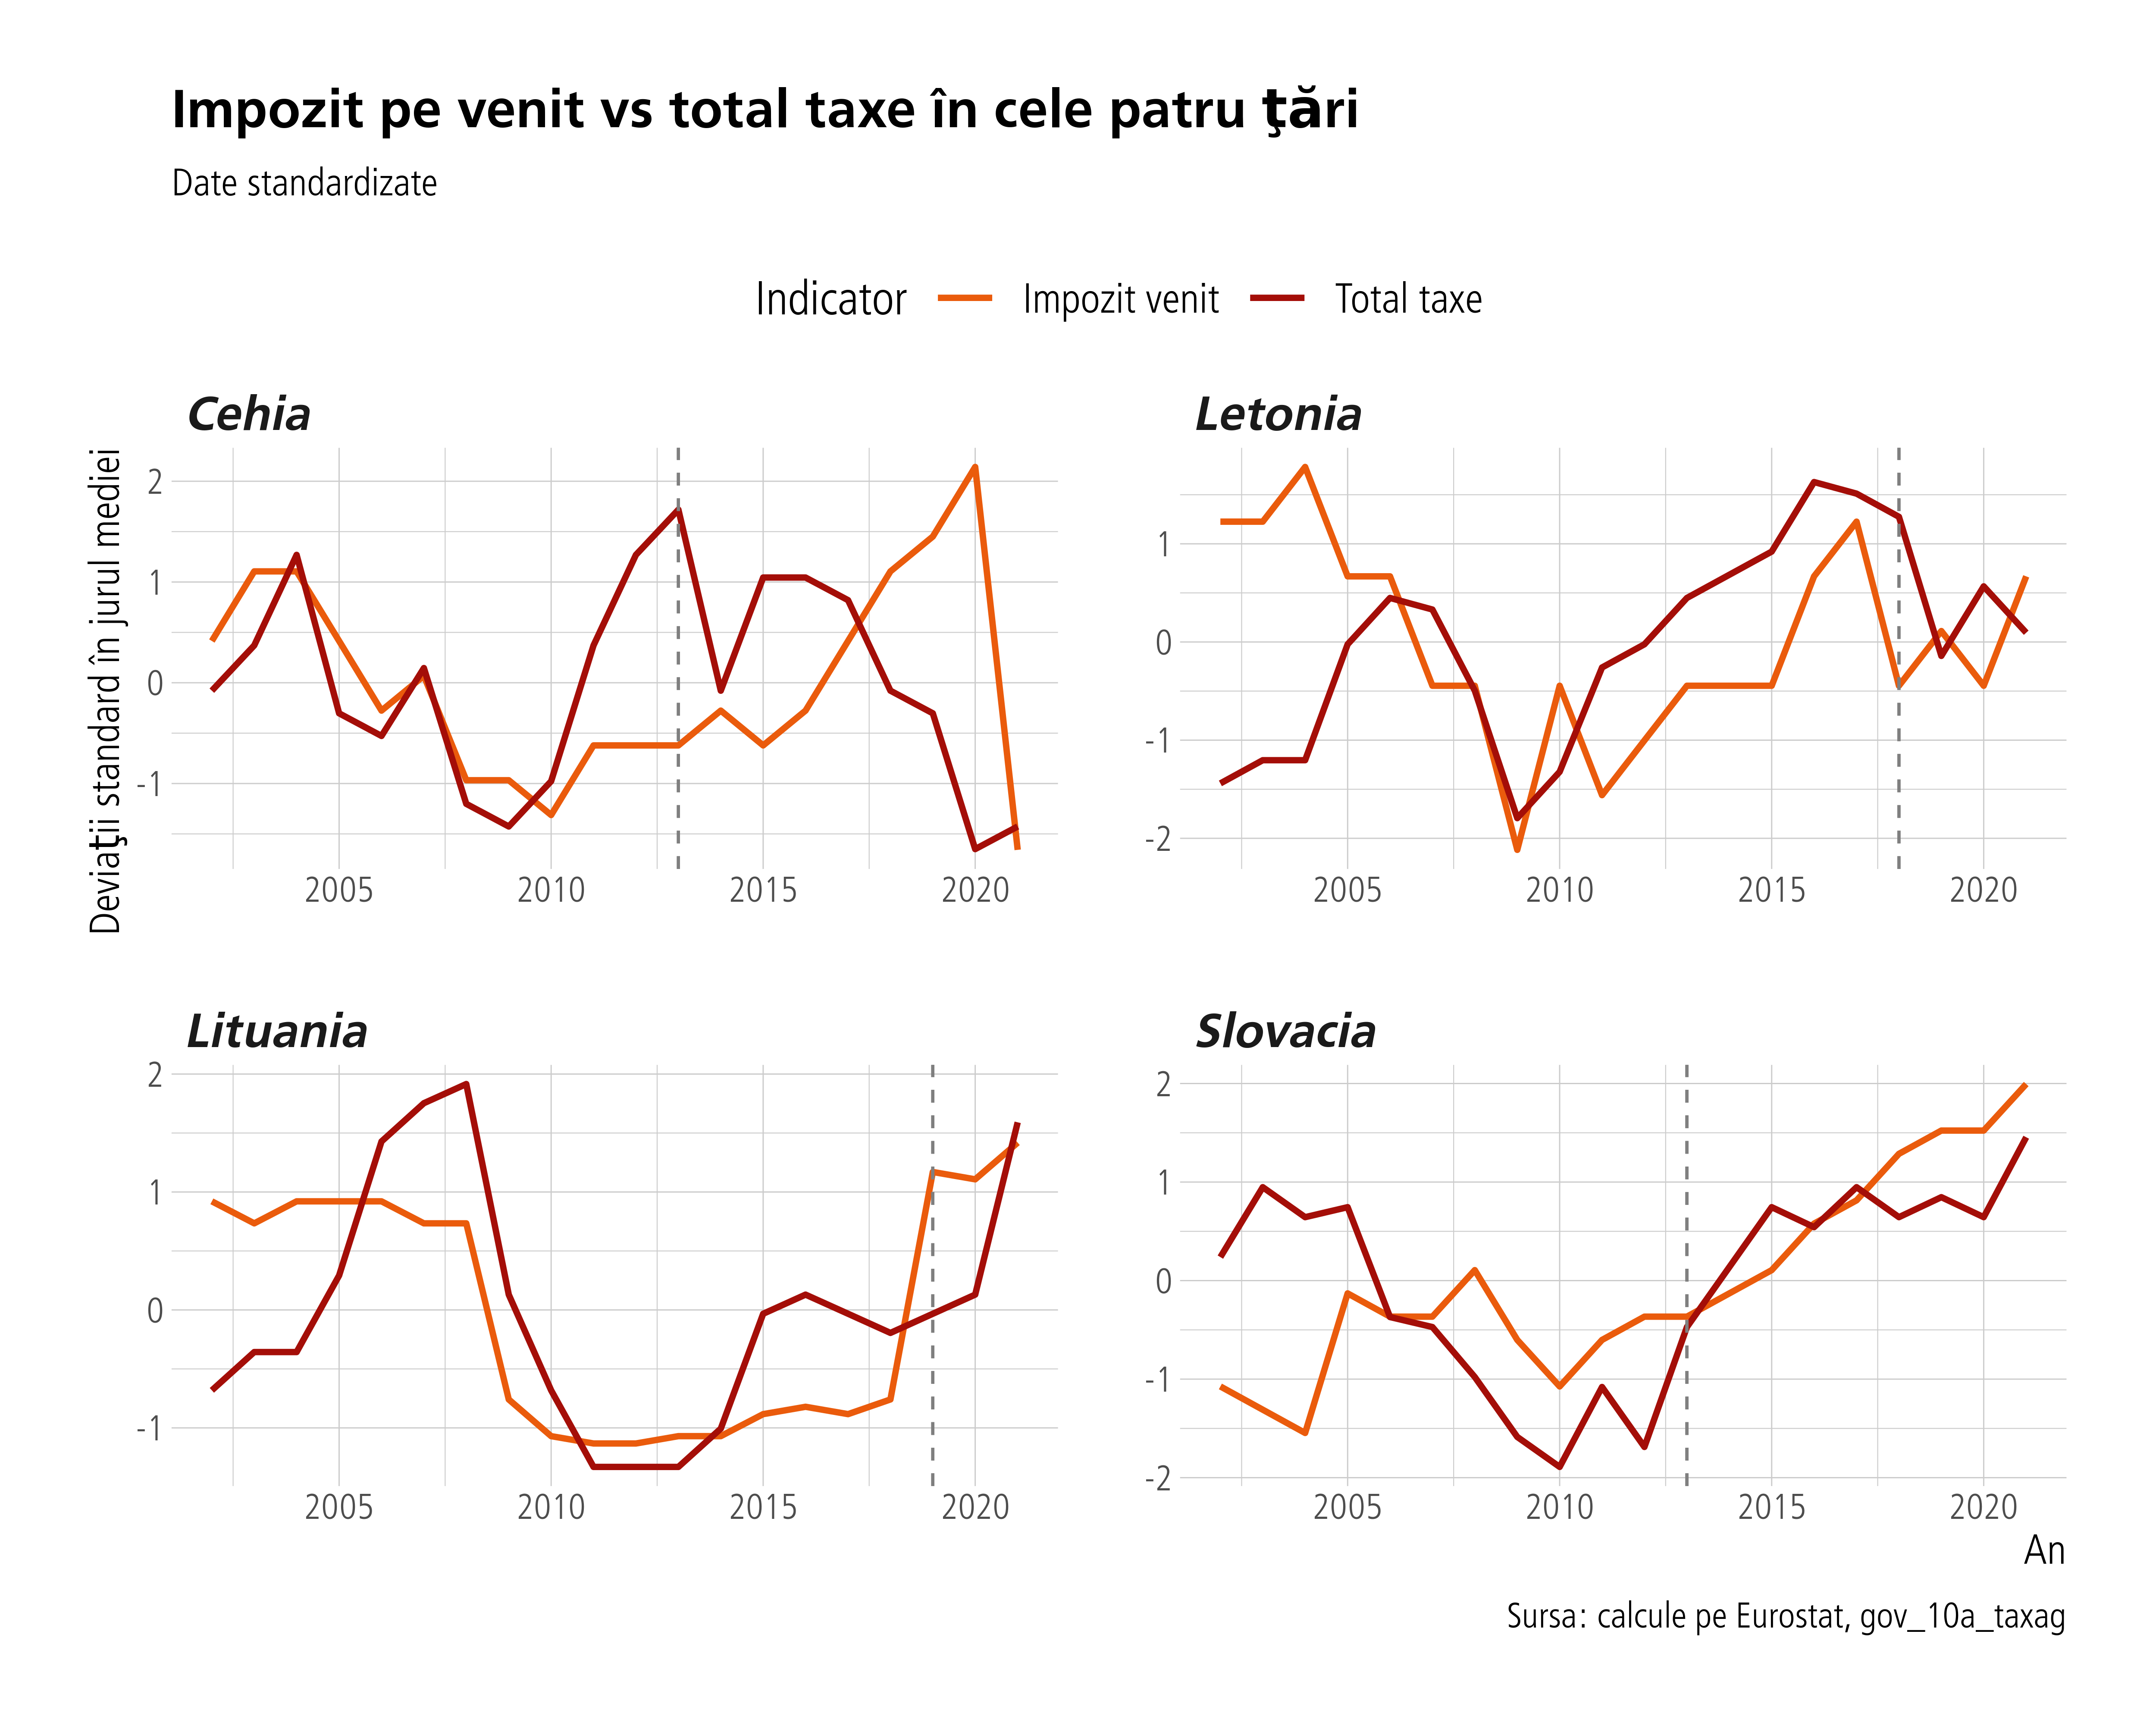 Impozit pe venit vs total taxe în cele patru ţări
Date standardizate
Indicator Impozit venit Total taxe
Cehia
Deviaţii standard în jurul mediei
2
1
0
-1
2005 2010 2015 2020
Letonia
1
0
-1
-2
2005 2010 2015 2020
Lituania
2
1
0
-1
2005 2010 2015 2020
Slovacia
2
1
0
-1
-2
2005 2010 2015 2020
An
Sursa: calcule pe Eurostat, gov_10a_taxag